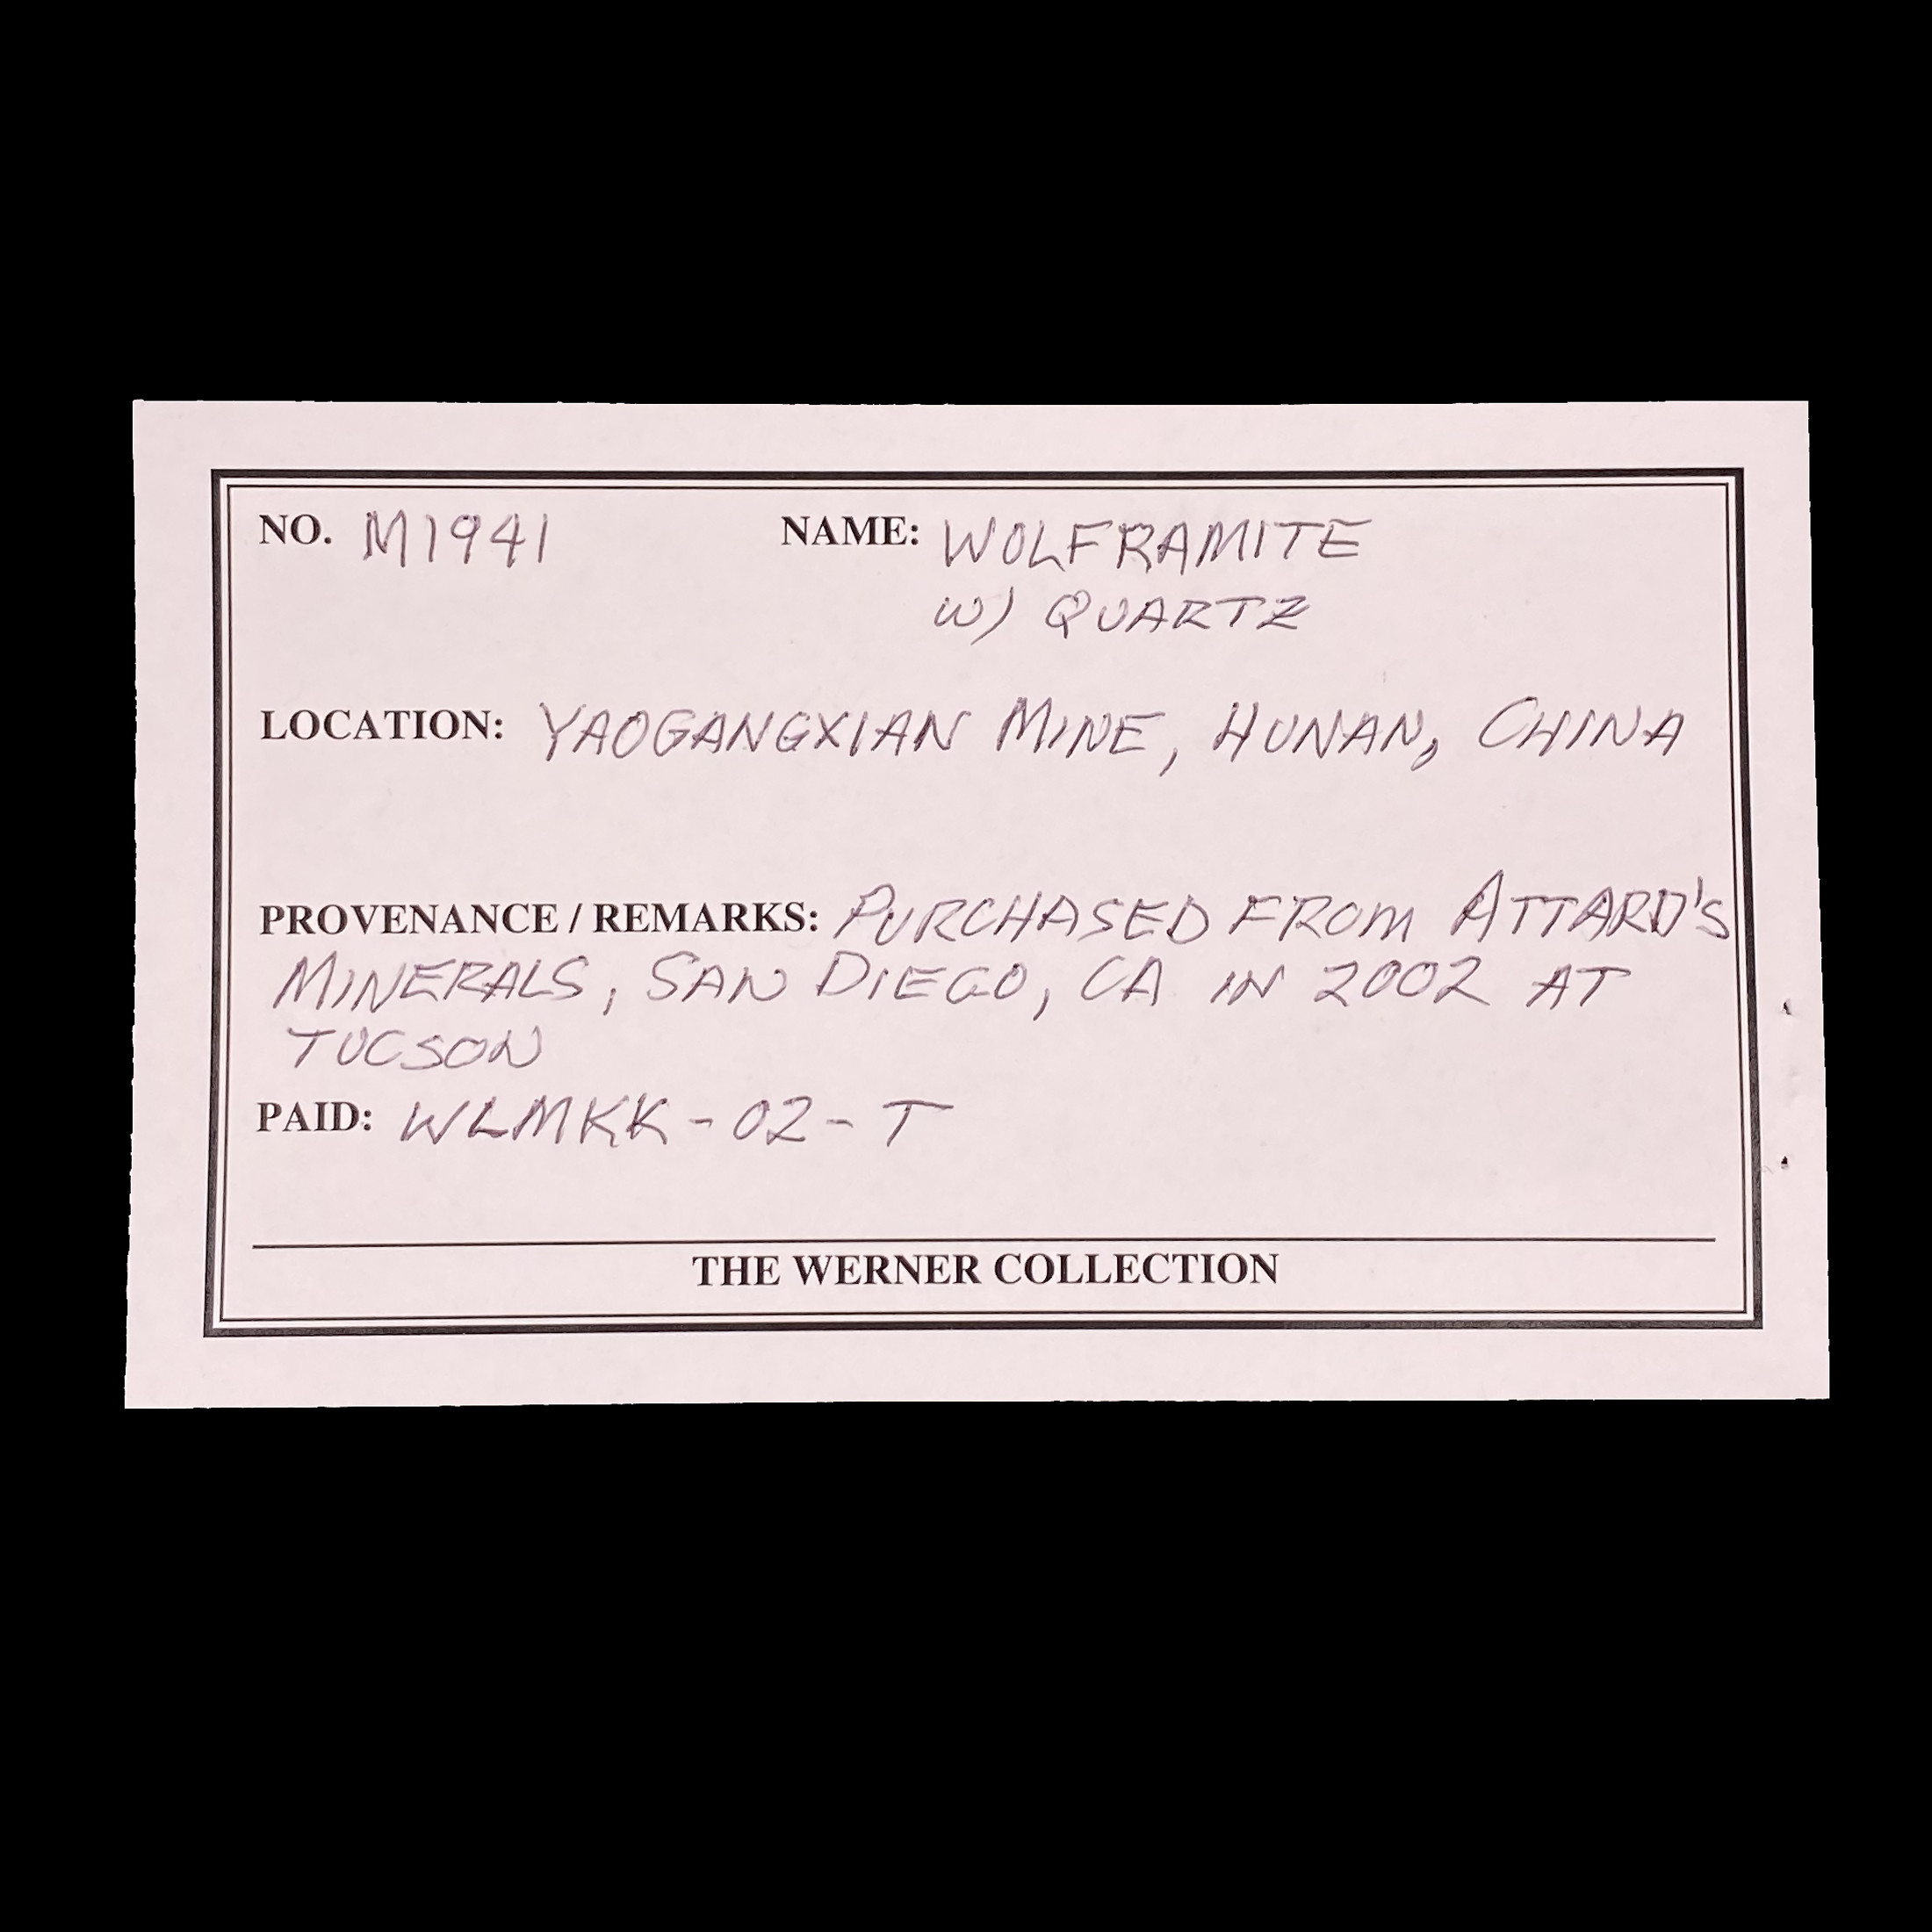 NO. M1941 NAME: WOLFRAMITE
W) QUARTZ
LOCATION: YAOGANGXIAN MINE, HUNAN, CHINA
PROVENANCE / REMARKS: PURCHASED FROM ATTARD'S
MINERALS, SAN DIEGO, CA IN 2002 AT
TUCSON
PAID: WLMKK-02-T
THE WERNER COLLECTION